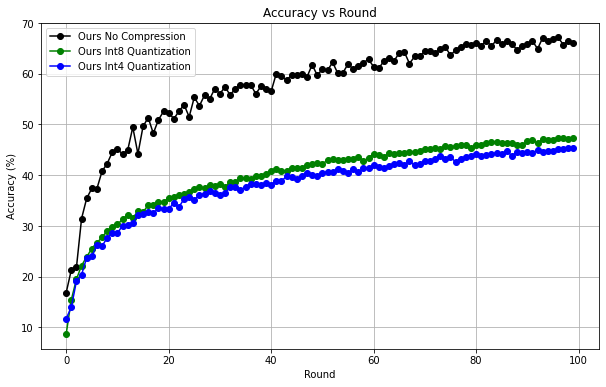 Accuracy vs Round
Ours No Compression
Ours Int8 Quantization
Ours Int4 Quantization
Accuracy (%)
70
60
50
40
30
20
10
0
20
40
60
80
100
Round